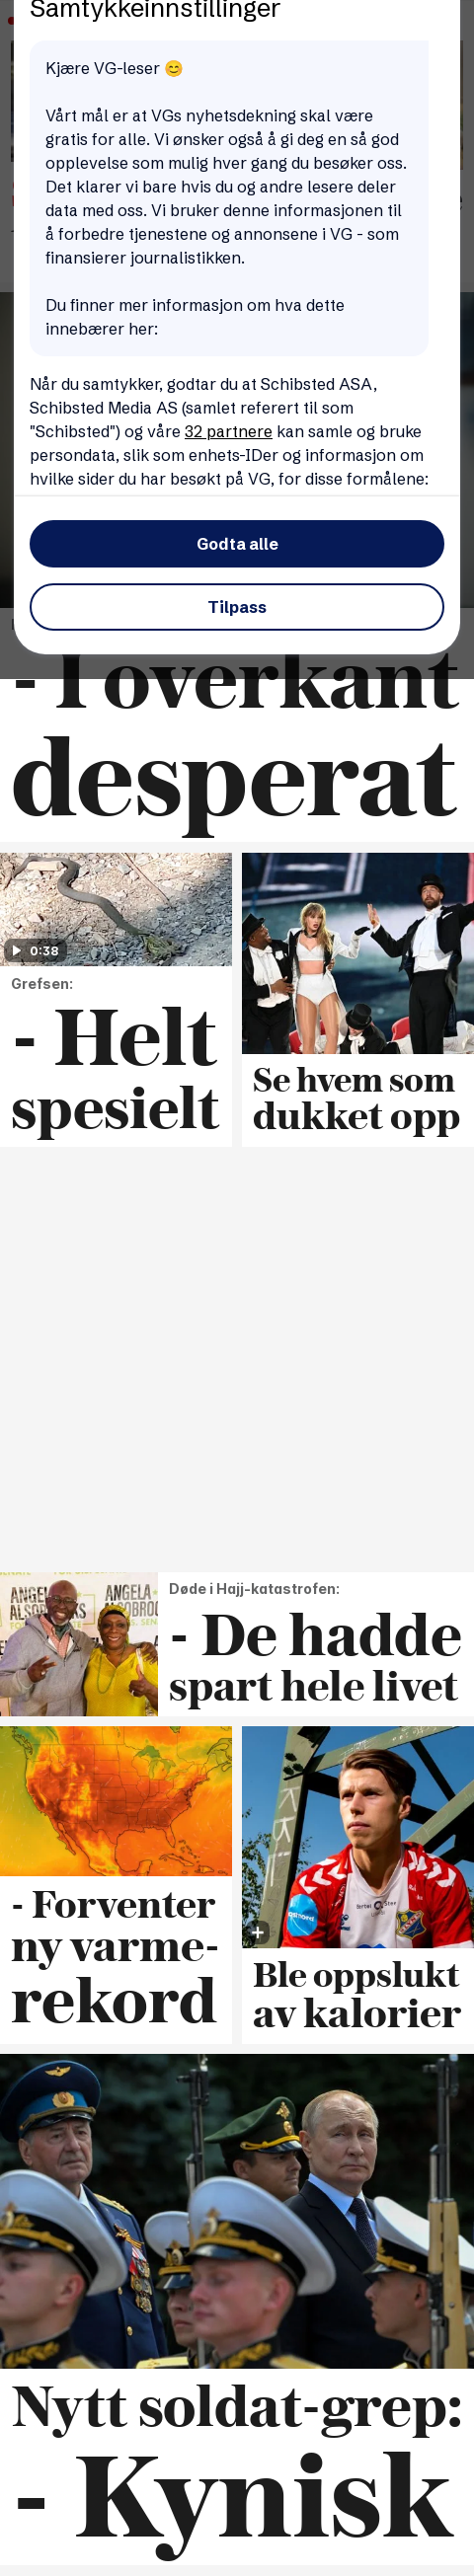 Samtykkeinnstillinger
Kjære VG-leser 😊
Vårt mål er at VGs nyhetsdekning skal være
gratis for alle. Vi ønsker også å gi deg en så god
opplevelse som mulig hver gang du besøker oss.
Det klarer vi bare hvis du og andre lesere deler
data med oss. Vi bruker denne informasjonen til
å forbedre tjenestene og annonsene i VG - som
finansierer journalistikken.
Du finner mer informasjon om hva dette
innebærer her:
Når du samtykker, godtar du at Schibsted ASA,
Schibsted Media AS (samlet referert til som
"Schibsted") og våre 32 partnere kan samle og bruke
persondata, slik som enhets-IDer og informasjon om
hvilke sider du har besøkt på VG, for disse formålene:
Godta alle
Tilpass
- I overkant
desperat
0:38
Grefsen:
- Helt
spesielt
Se hvem som
dukket opp
Døde i Hajj-katastrofen:
- De hadde
spart hele livet
- Forventer
ny varme-
rekord
Ble oppslukt
av kalorier
Nytt soldat-grep:
- Kynisk